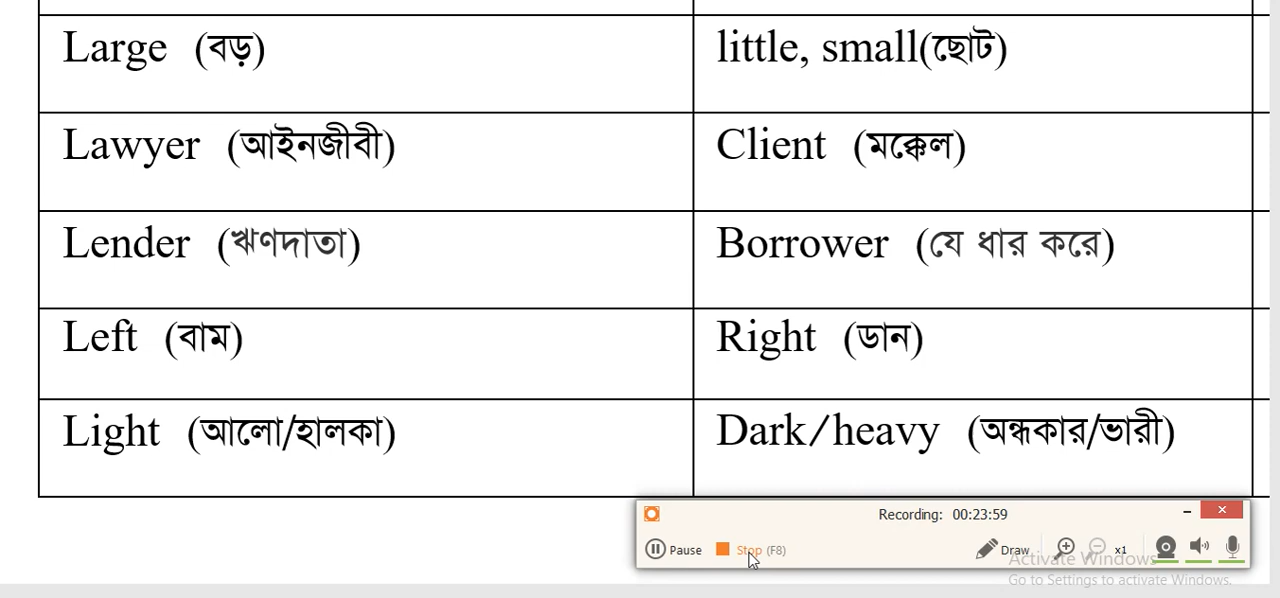 Large (বড়) little, small(ছোট)
Lawyer (আইনজীবী) Client (মক্কেল)
Lender (ঋণদাতা) Borrower (যে ধার করে)
Left (বাম) Right (ডান)
Light (আলো/হালকা) Dark/heavy (অন্ধকার/ভারী)
Recording: 00:23:59
Pause Stop (F8) Draw x1
Activate Windows
Go to Settings to activate Windows.